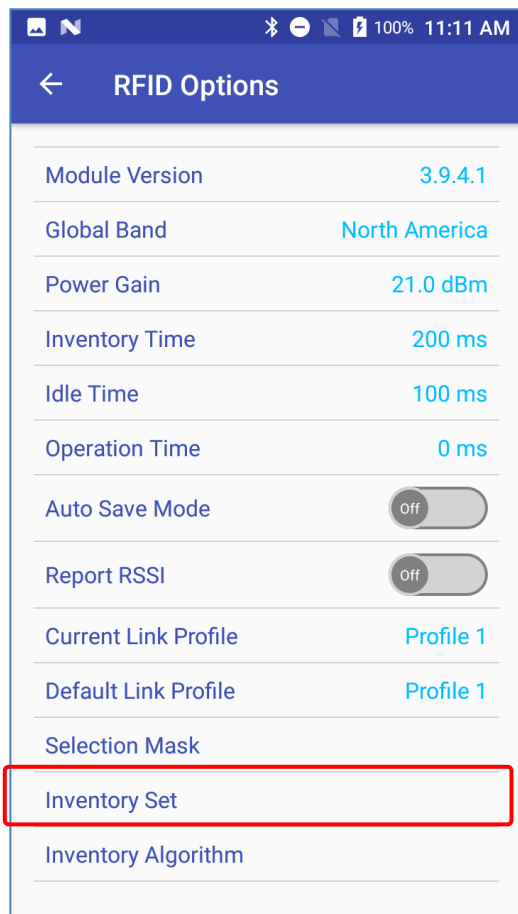 100% 11:11 AM
RFID Options
Module Version 3.9.4.1
Global Band North America
Power Gain 21.0 dBm
Inventory Time 200 ms
Idle Time 100 ms
Operation Time 0 ms
Auto Save Mode Off
Report RSSI Off
Current Link Profile Profile 1
Default Link Profile Profile 1
Selection Mask
Inventory Set
Inventory Algorithm